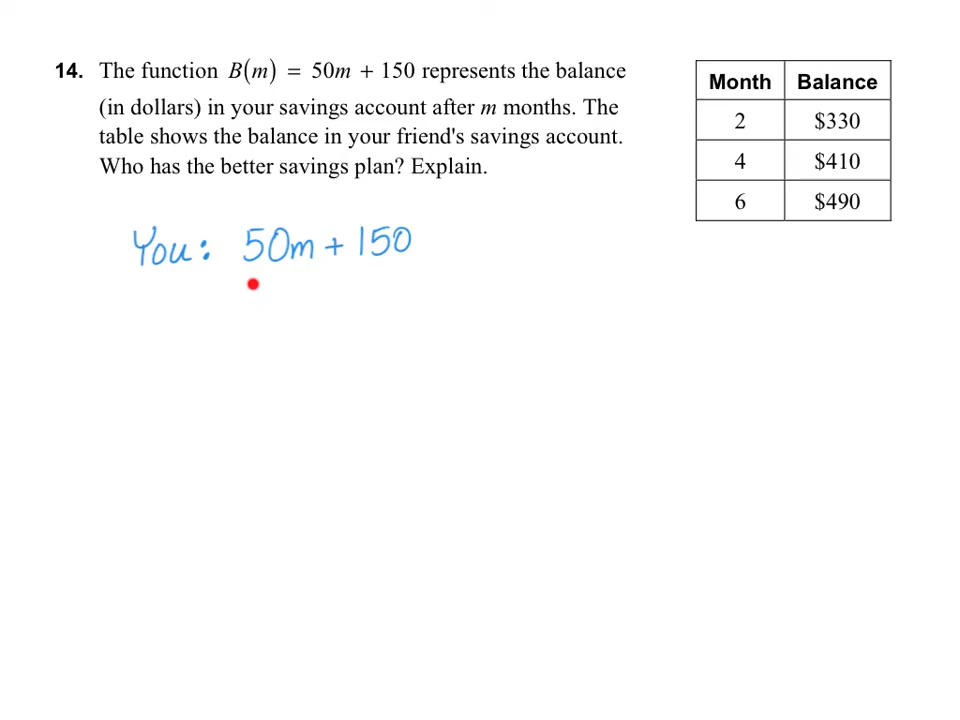 14. The function B(m) = 50m + 150 represents the balance
(in dollars) in your savings account after m months. The
table shows the balance in your friend's savings account.
Who has the better savings plan? Explain.
Month Balance
2 $330
4 $410
6 $490
You: 50m + 150